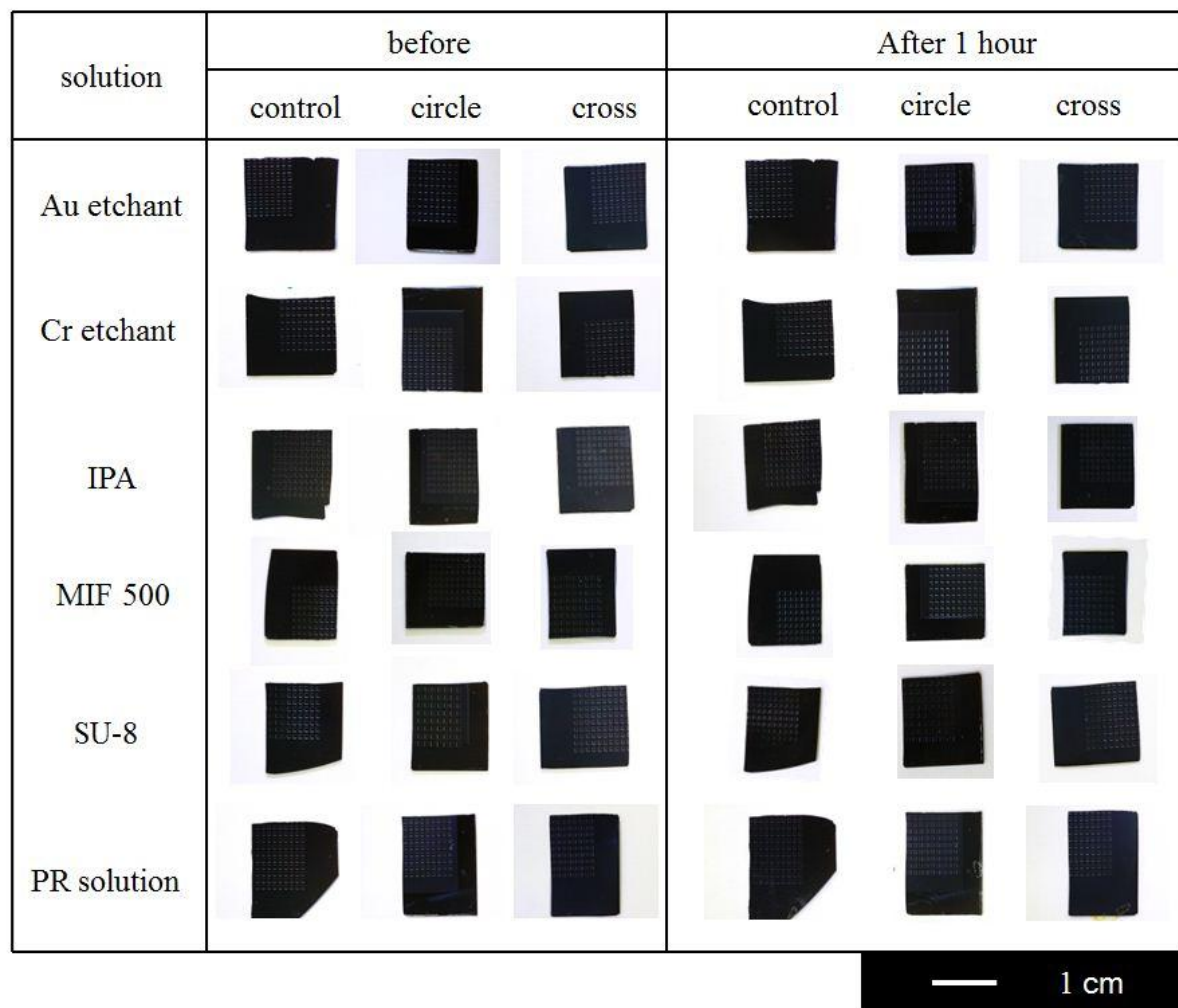 solution
before
After 1 hour
control circle cross control circle cross
Au etchant
Cr etchant
IPA
MIF 500
SU-8
PR solution
1 cm